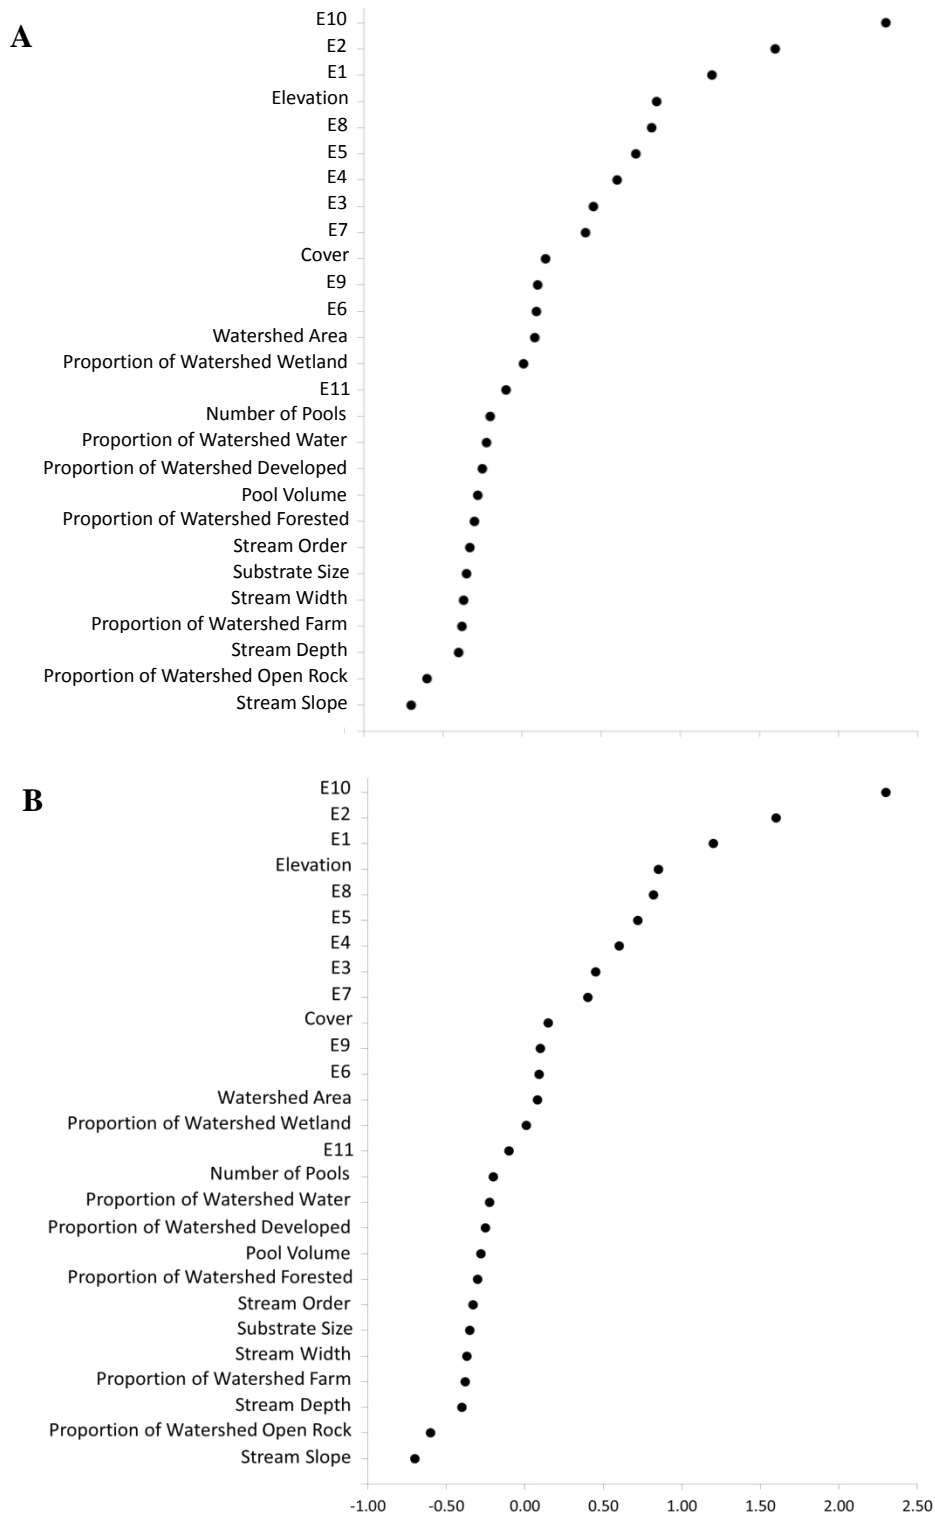 A
E10
E2
E1
Elevation
E8
E5
E4
E3
E7
Cover
E9
E6
Watershed Area
Proportion of Watershed Wetland
E11
Number of Pools
Proportion of Watershed Water
Proportion of Watershed Developed
Pool Volume
Proportion of Watershed Forested
Stream Order
Substrate Size
Stream Width
Proportion of Watershed Farm
Stream Depth
Proportion of Watershed Open Rock
Stream Slope
B
E10
E2
E1
Elevation
E8
E5
E4
E3
E7
Cover
E9
E6
Watershed Area
Proportion of Watershed Wetland
E11
Number of Pools
Proportion of Watershed Water
Proportion of Watershed Developed
Pool Volume
Proportion of Watershed Forested
Stream Order
Substrate Size
Stream Width
Proportion of Watershed Farm
Stream Depth
Proportion of Watershed Open Rock
Stream Slope
-1.00 -0.50 0.00 0.50 1.00 1.50 2.00 2.50